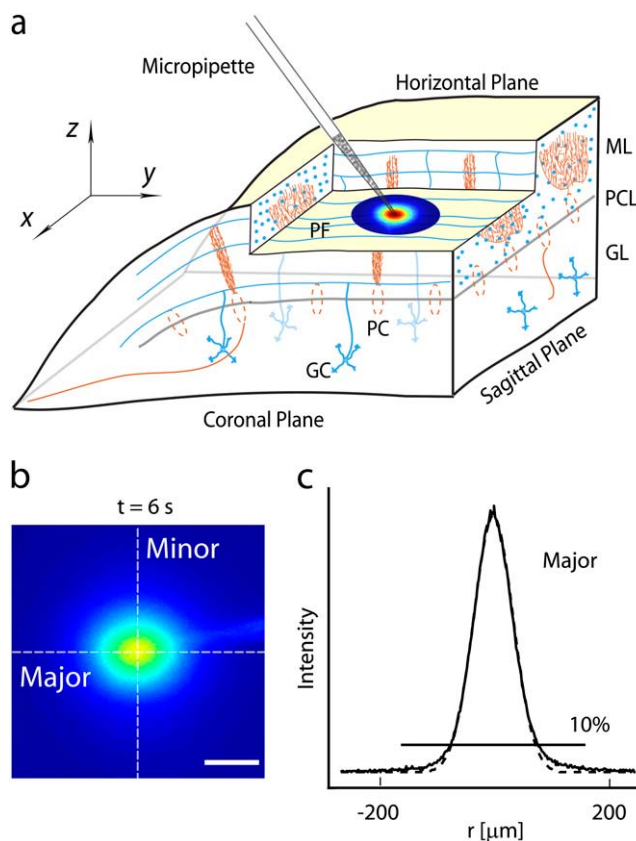 a
Micropipette
Horizontal Plane
z
y
x
ML
PCL
GL
PF
PC
GC
Coronal Plane
Sagittal Plane
b
t = 6 s
Minor
Major
c
Major
Intensity
10%
-200
0
200
r [μm]